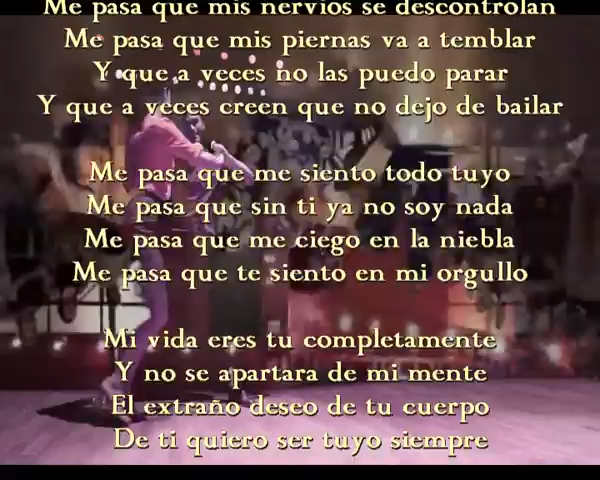 Me pasa que mis nervios se descontrolan
Me pasa que mis piernas va a temblar
Y que a veces no las puedo parar
Y que a veces creen que no dejo de bailar
Me pasa que me siento todo tuyo
Me pasa que sin ti ya no soy nada
Me pasa que me ciego en la niebla
Me pasa que te siento en mi orgullo
Mi vida eres tu completamente
Y no se apartara de mi mente
El extraño deseo de tu cuerpo
De ti quiero ser tuyo siempre